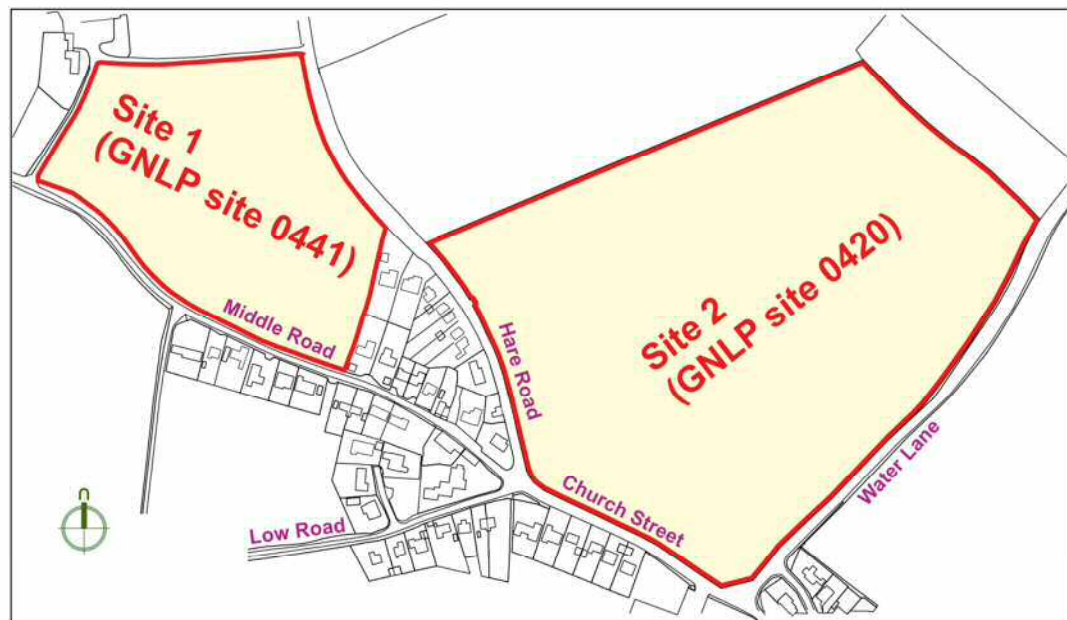 Site 1
(GNLP site 0441)
Site 2
(GNLP site 0420)
Middle Road
Hare Road
Church Street
Water Lane
Low Road
n